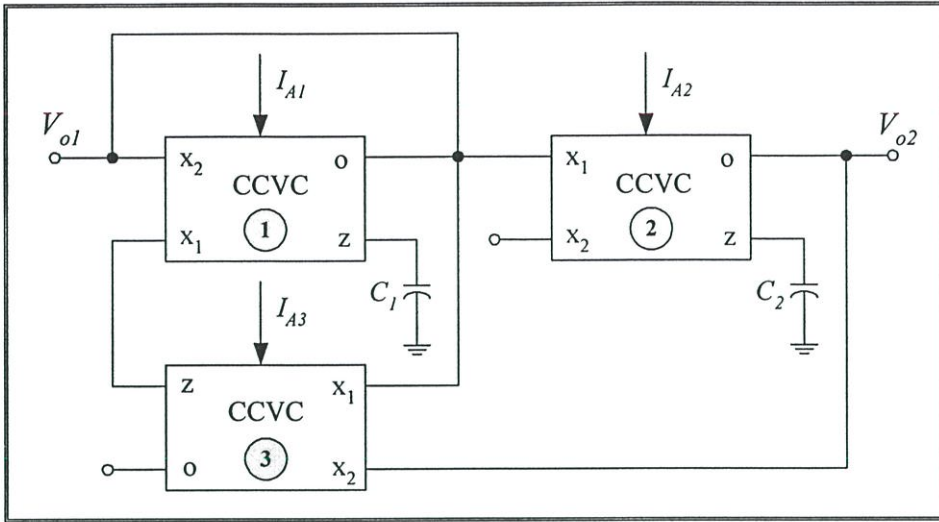 I_A1
I_A2
V_o1
V_o2
x_2
o
x_1
o
CCVC
CCVC
1
2
x_1
z
x_2
z
C_1
C_2
I_A3
z
x_1
CCVC
o
3
x_2